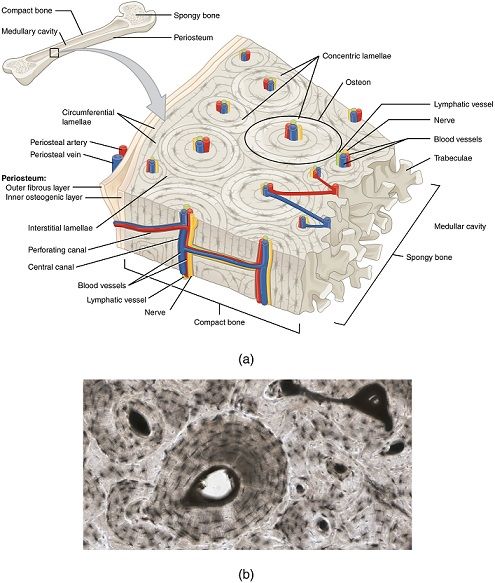 Compact bone
Medullary cavity
Spongy bone
Periosteum
Concentric lamellae
Osteon
Circumferential
lamellae
Periosteal artery
Periosteal vein
Periosteum:
Outer fibrous layer
Inner osteogenic layer
Lymphatic vessel
Nerve
Blood vessels
Trabeculae
Interstitial lamellae
Perforating canal
Central canal
Blood vessels
Lymphatic vessel
Nerve
Compact bone
Medullar cavity
Spongy bone
(a)
(b)